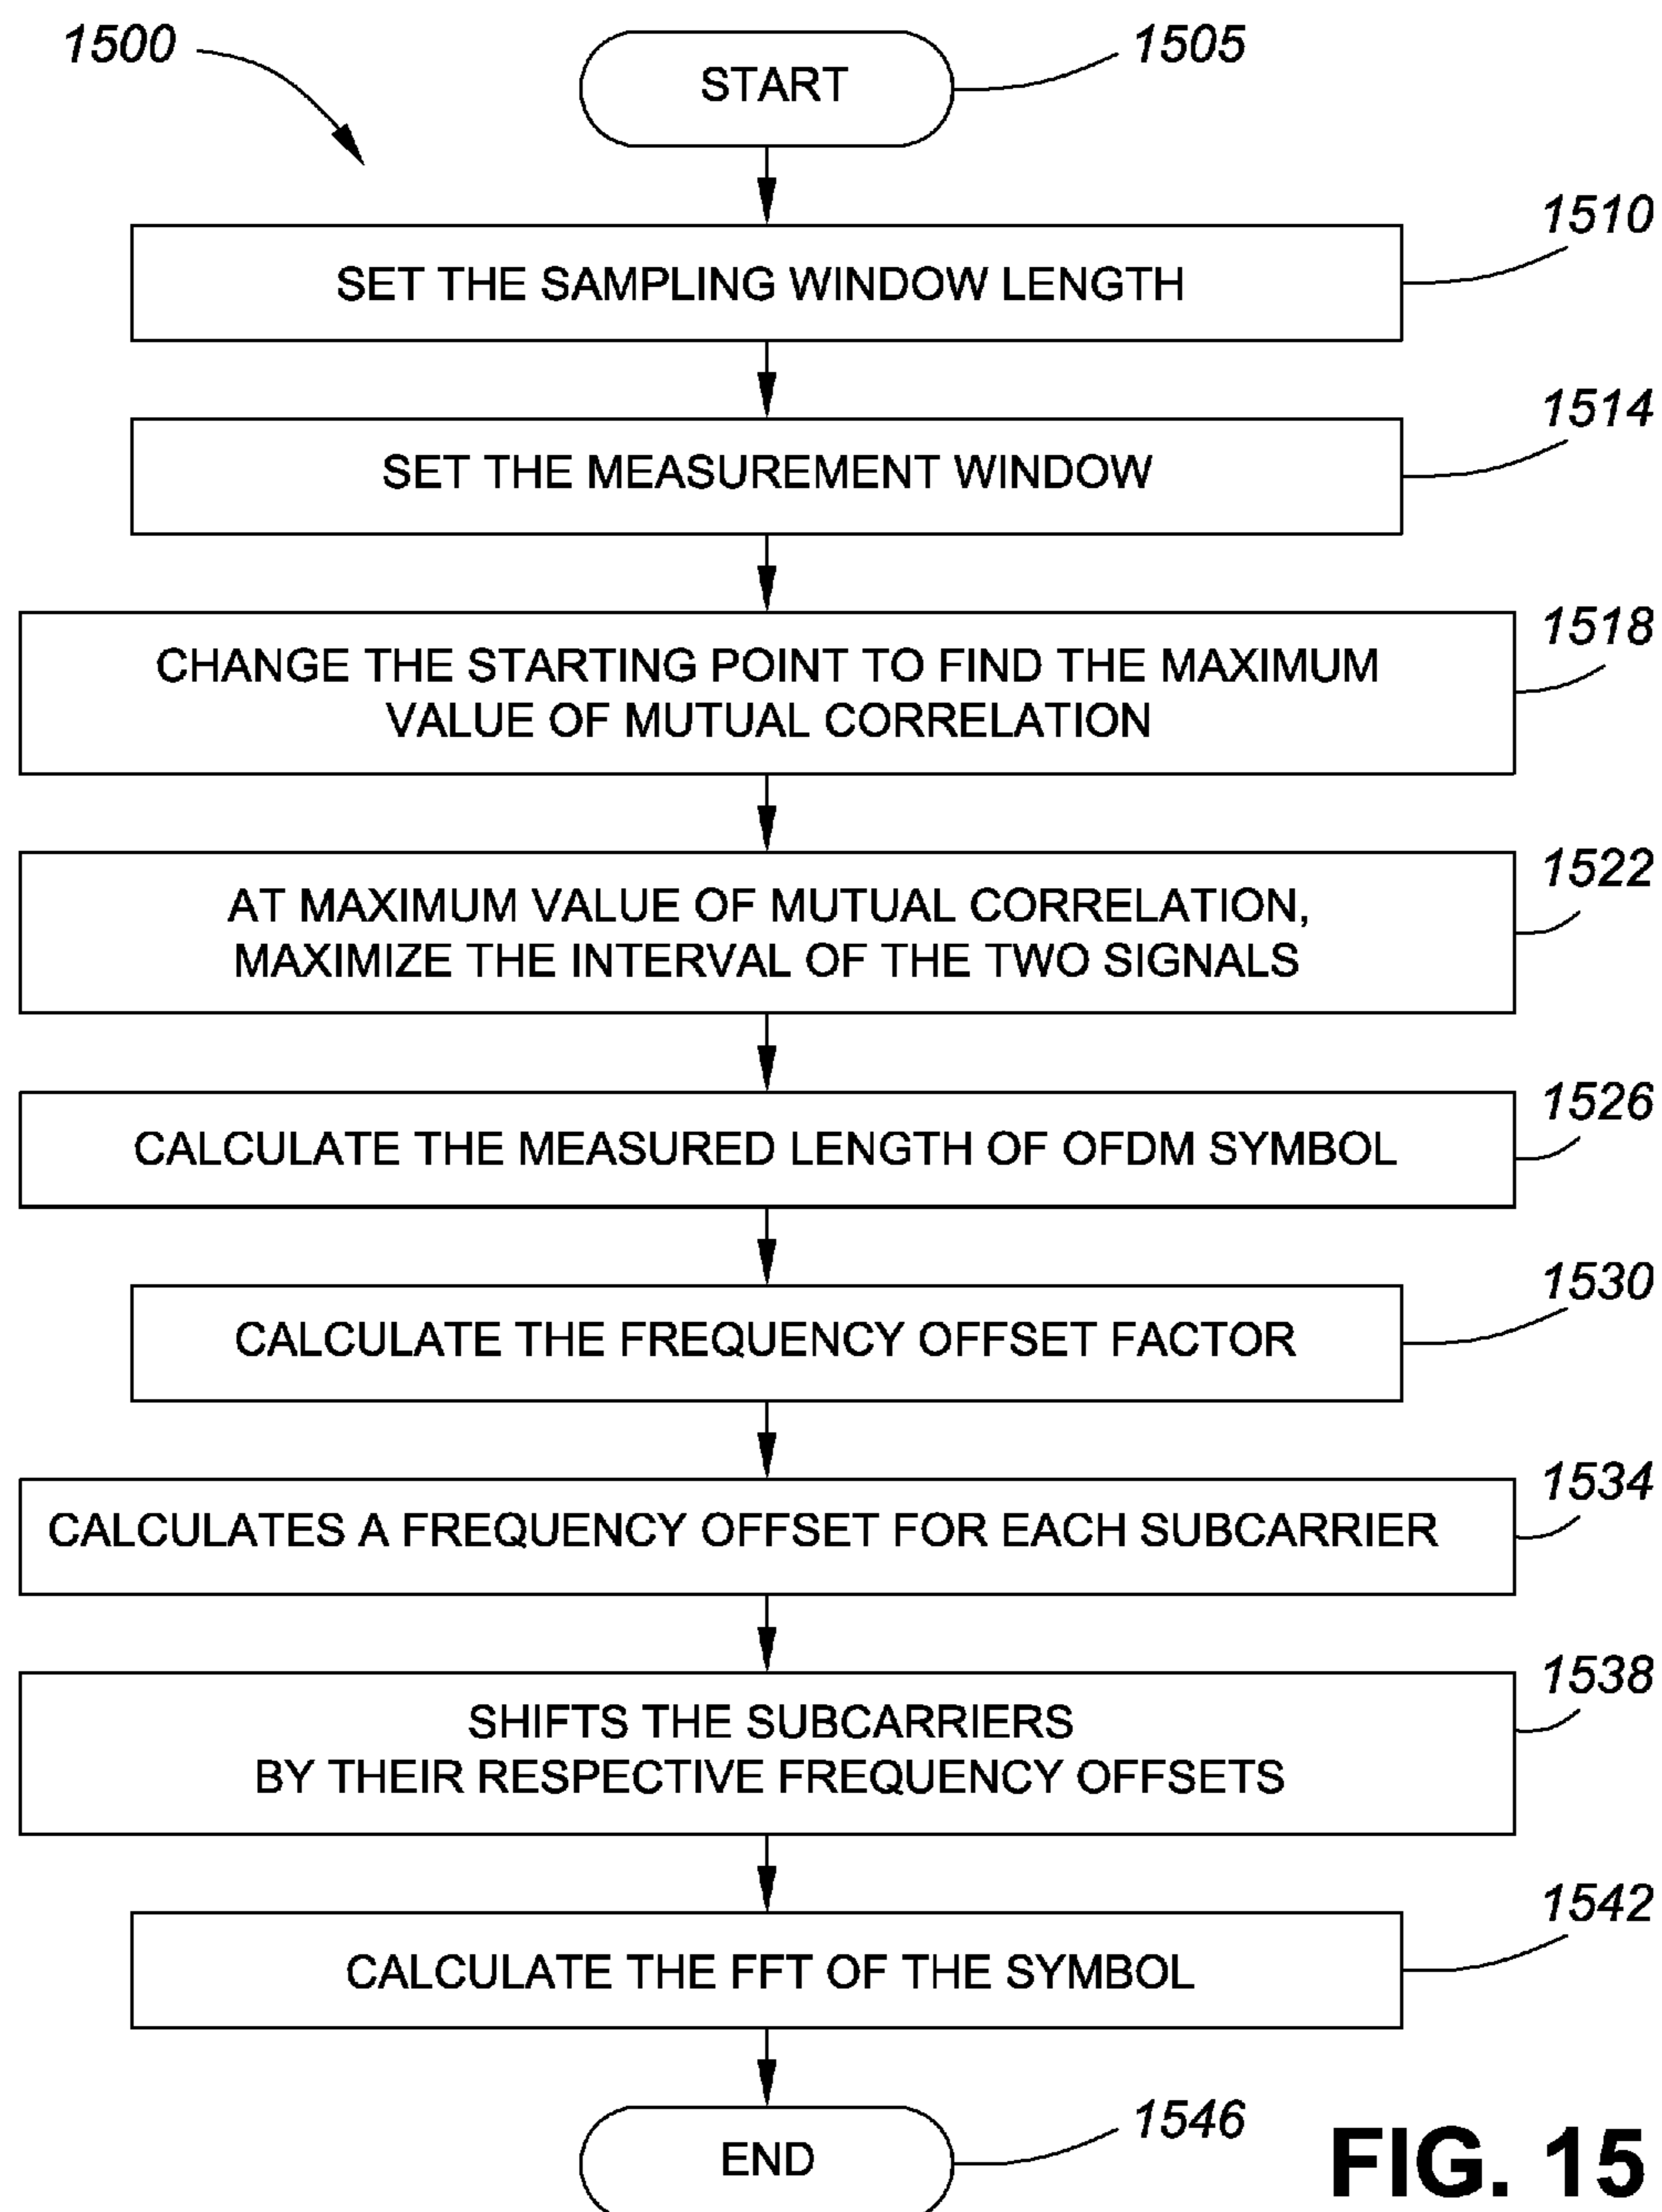 1500
START
1505
1510
SET THE SAMPLING WINDOW LENGTH
1514
SET THE MEASUREMENT WINDOW
1518
CHANGE THE STARTING POINT TO FIND THE MAXIMUM
VALUE OF MUTUAL CORRELATION
1522
AT MAXIMUM VALUE OF MUTUAL CORRELATION,
MAXIMIZE THE INTERVAL OF THE TWO SIGNALS
1526
CALCULATE THE MEASURED LENGTH OF OFDM SYMBOL
1530
CALCULATE THE FREQUENCY OFFSET FACTOR
1534
CALCULATES A FREQUENCY OFFSET FOR EACH SUBCARRIER
1538
SHIFTS THE SUBCARRIERS
BY THEIR RESPECTIVE FREQUENCY OFFSETS
1542
CALCULATE THE FFT OF THE SYMBOL
1546
END
FIG. 15